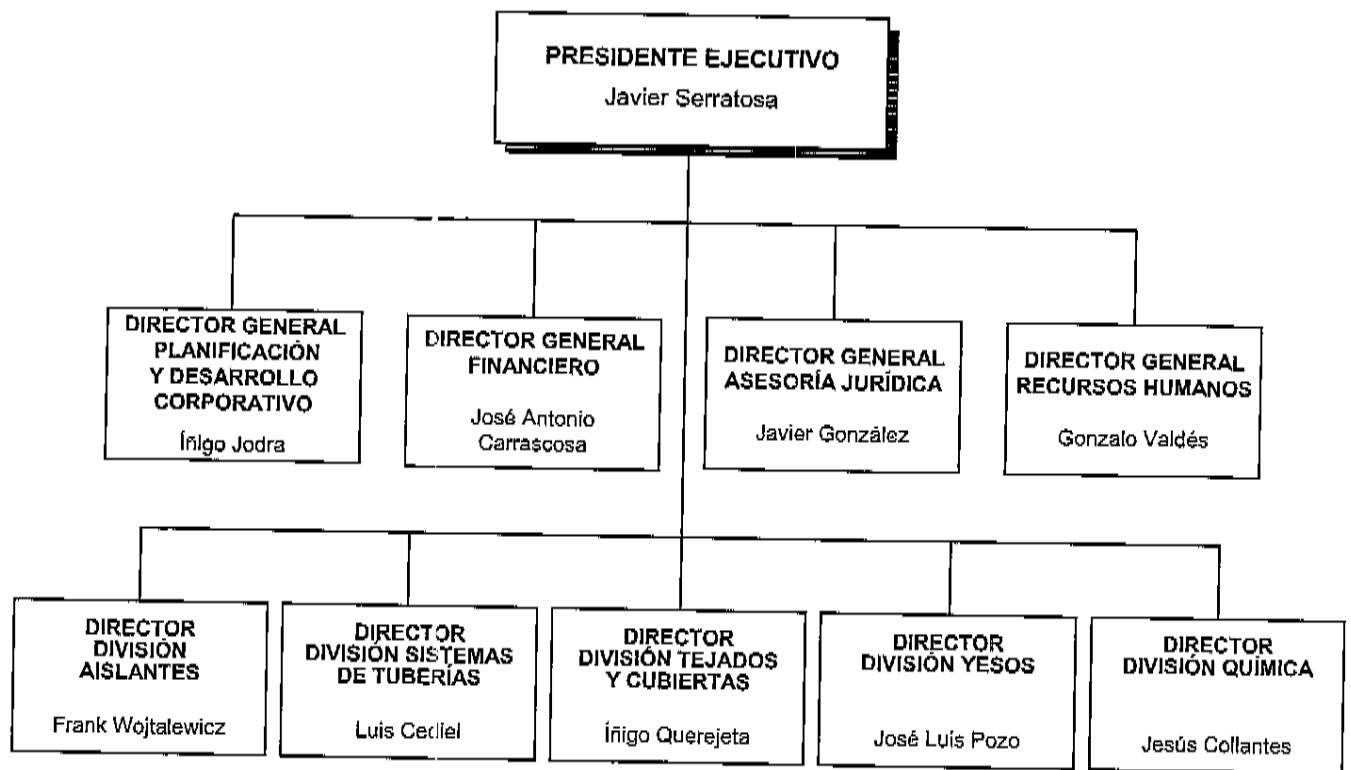 PRESIDENTE EJECUTIVO
Javier Serratosa
DIRECTOR GENERAL
PLANIFICACIÓN
Y DESARROLLO
CORPORATIVO
Íñigo Jodra
DIRECTOR GENERAL
FINANCIERO
José Antonio
Carrascosa
DIRECTOR GENERAL
ASESORÍA JURÍDICA
Javier González
DIRECTOR GENERAL
RECURSOS HUMANOS
Gonzalo Valdés
DIRECTOR
DIVISIÓN
AISLANTES
Frank Wojtalewicz
DIRECTOR
DIVISIÓN SISTEMAS
DE TUBERÍAS
Luis Cediel
DIRECTOR
DIVISIÓN TEJADOS
Y CUBIERTAS
Íñigo Querejeta
DIRECTOR
DIVISIÓN YESOS
José Luis Pozo
DIRECTOR
DIVISIÓN QUÍMICA
Jesús Collantes